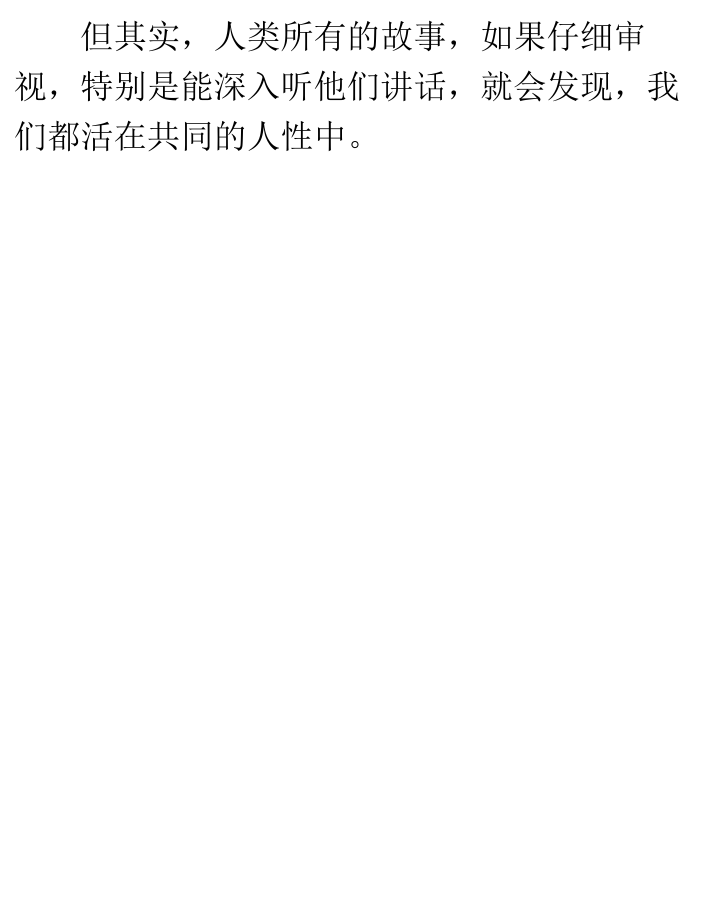 但其实，人类所有的故事，如果仔细审
视，特别是能深入听他们讲话，就会发现，我
们都活在共同的人性中。